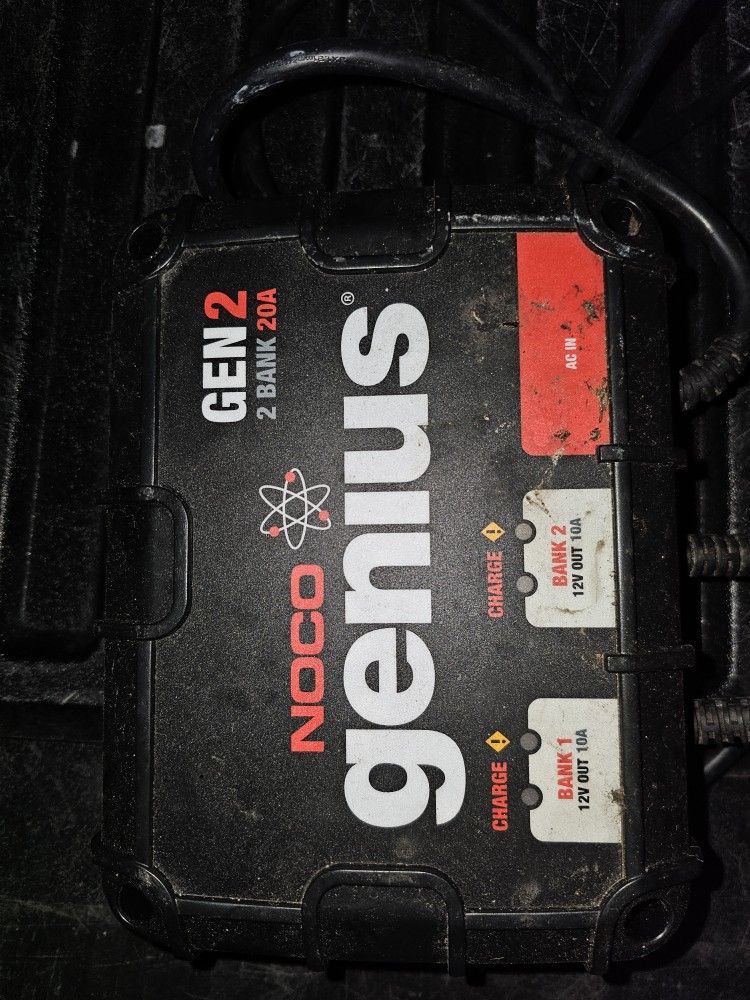 GEN 2
2 BANK 20A
NOCO
genius®
AC IN
CHARGE
BANK 1
12V OUT 10A
CHARGE
BANK 2
12V OUT 10A